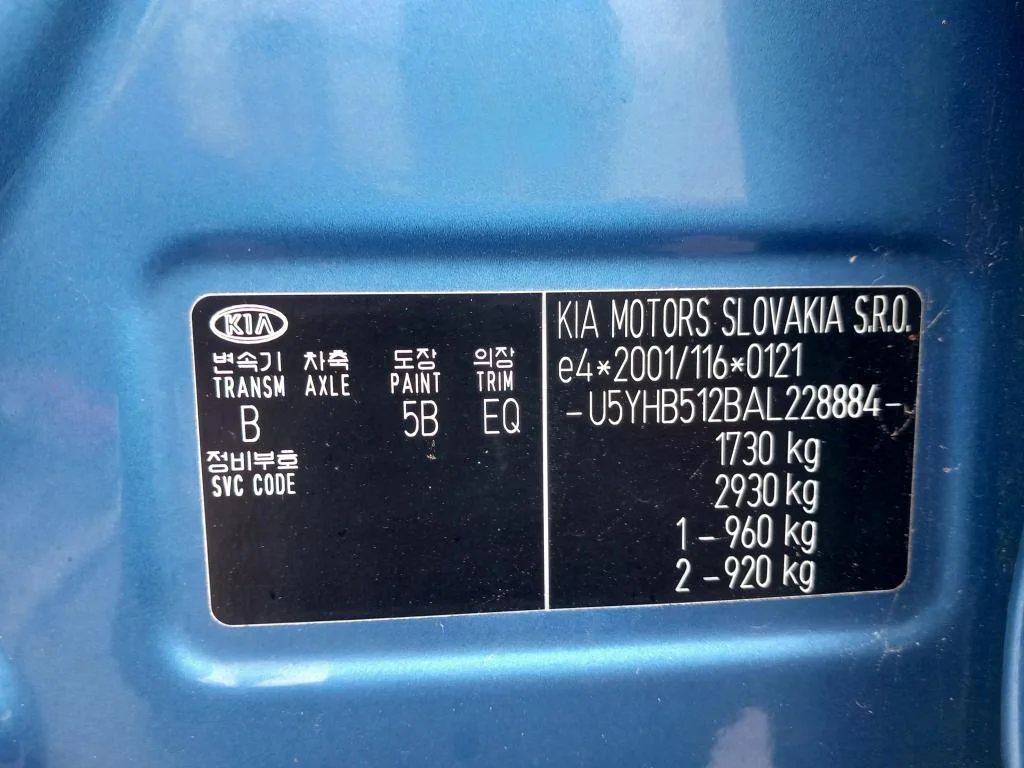 KIA
변속기 차축 도장 의장
TRANSM AXLE PAINT TRIM
B 5B EQ
정비부호
SVC CODE
KIA MOTORS SLOVAKIA S.R.O.
e4*2001/116*0121
-U5YHB512BAL228884-
1730 kg
2930 kg
1-960 kg
2-920 kg